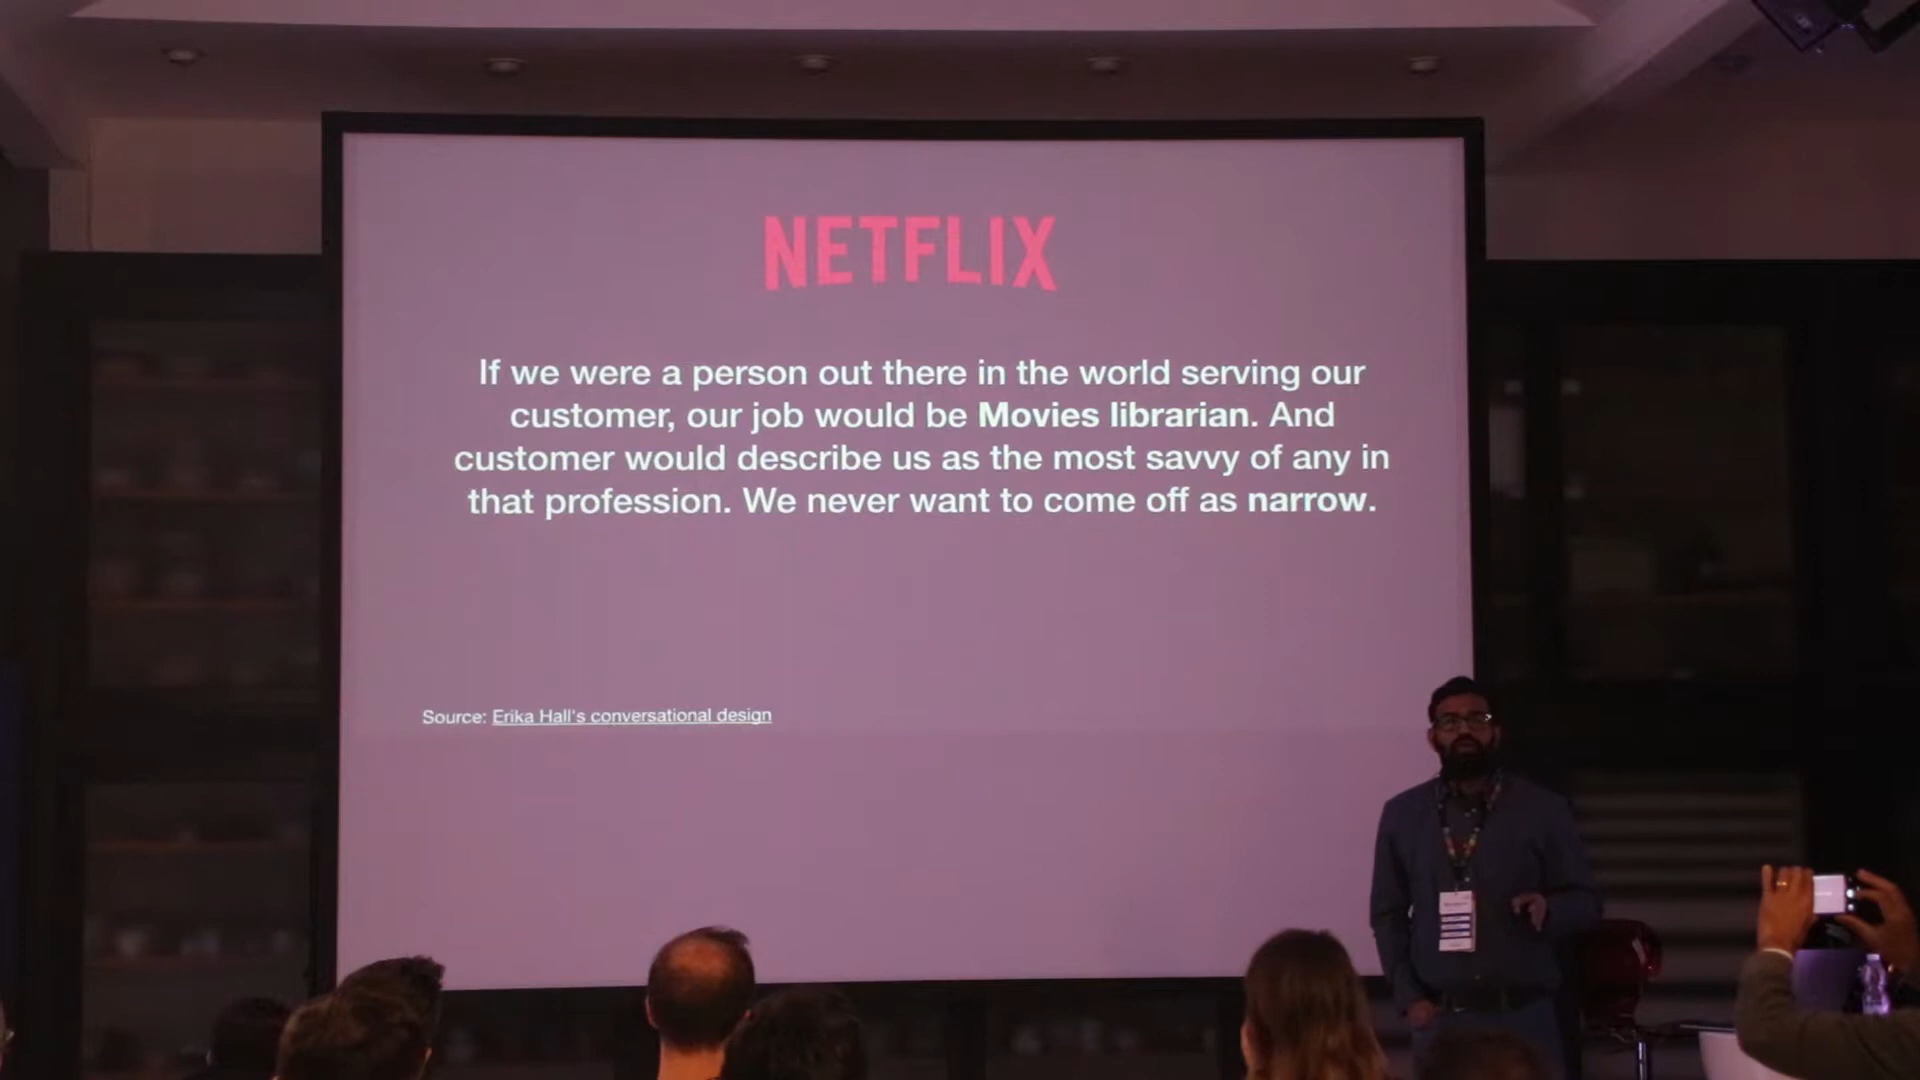 NETFLIX
If we were a person out there in the world serving our
customer, our job would be Movies librarian. And
customer would describe us as the most savvy of any in
that profession. We never want to come off as narrow.
Source: Erika Hall's conversational design